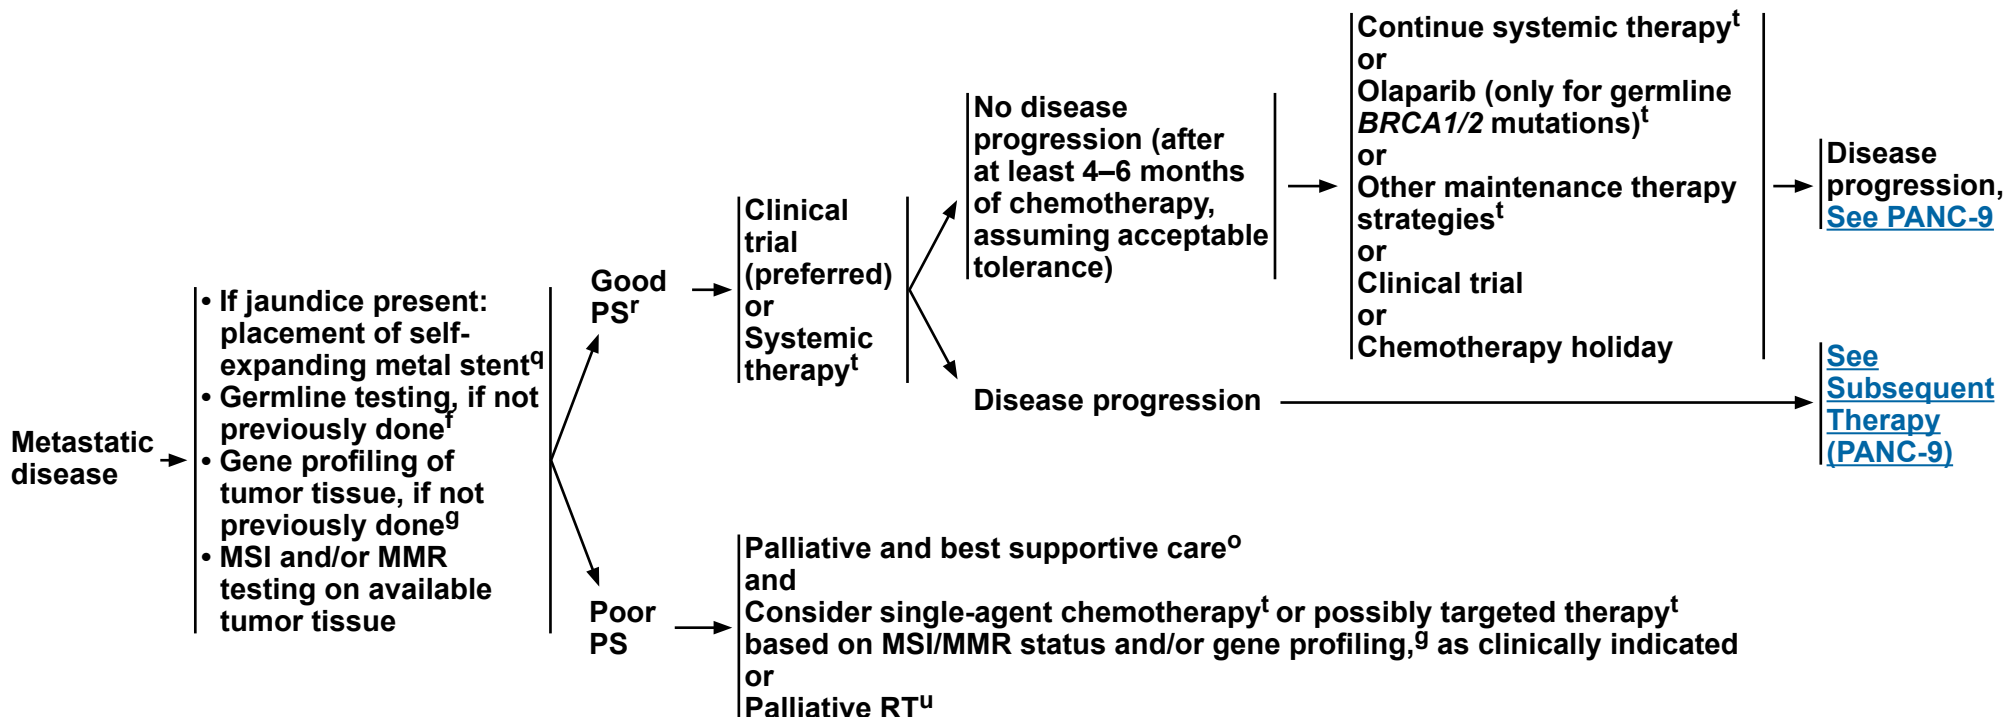 Metastatic
disease
• If jaundice present:
placement of self-
expanding metal stentq
• Germline testing, if not
previously donef
• Gene profiling of
tumor tissue, if not
previously doneg
• MSI and/or MMR
testing on available
tumor tissue
Good
PSr
Clinical
trial
(preferred)
or
Systemic
therapyt
No disease
progression (after
at least 4–6 months
of chemotherapy,
assuming acceptable
tolerance)
Continue systemic therapyt
or
Olaparib (only for germline
BRCA1/2 mutations)t
or
Other maintenance therapy
strategiest
or
Clinical trial
or
Chemotherapy holiday
Disease
progression,
See PANC-9
Disease progression
See
Subsequent
Therapy
(PANC-9)
Poor
PS
Palliative and best supportive careo
and
Consider single-agent chemotherapyt or possibly targeted therapyt
based on MSI/MMR status and/or gene profiling,g as clinically indicated
or
Palliative RTu